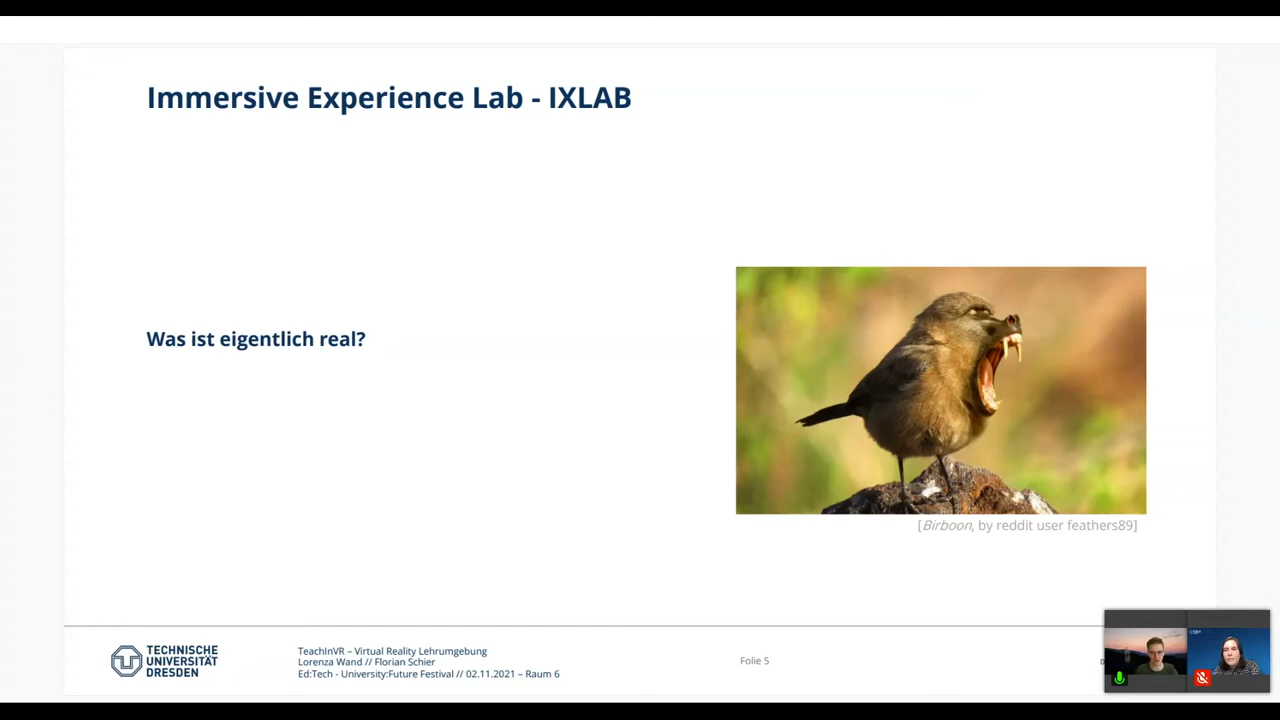 Immersive Experience Lab - IXLAB
Was ist eigentlich real?
[Birboon, by reddit user feathers89]
TECHNISCHE
UNIVERSITÄT
DRESDEN
TeachInVR – Virtual Reality Lehrumgebung
Lorenza Wand // Florian Schier
Ed:Tech - University:Future Festival // 02.11.2021 – Raum 6
Folie 5